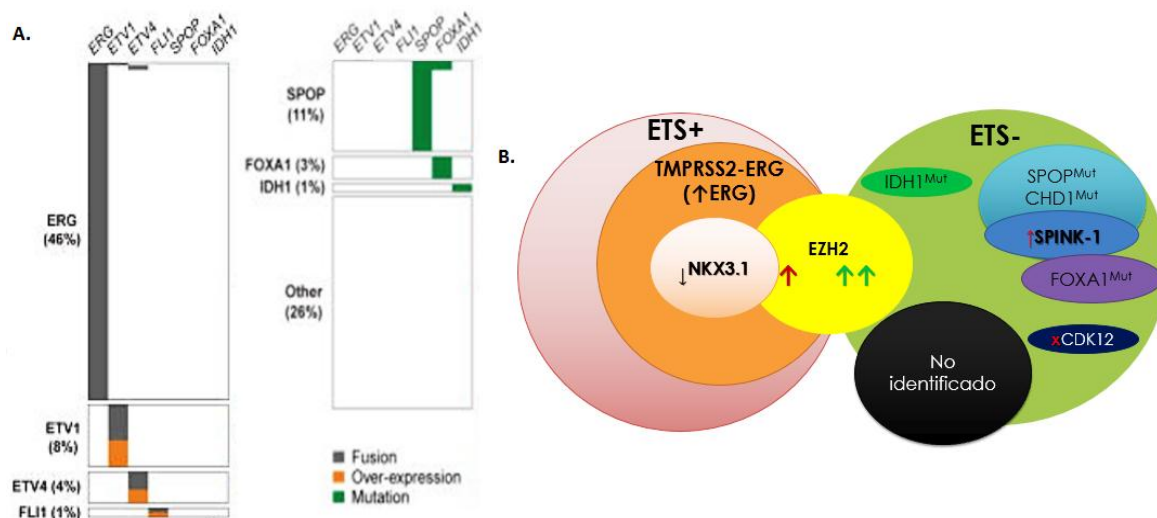 A.
ERG ETV1 ETV4 FLI1 SPOP FOXA1 IDH1
ERG
(46%)
ETV1
(8%)
ETV4 (4%)
FLI1 (1%)
ERG ETV1 ETV4 FLI1 SPOP FOXA1 IDH1
SPOP
(11%)
FOXA1 (3%)
IDH1 (1%)
Other
(26%)
Fusion
Over-expression
Mutation
B.
ETS+
TMPRSS2-ERG
(↑ERG)
↓NKX3.1
EZH2
↑ ↑↑
ETS-
IDH1Mut
SPOPMut
CHD1Mut
↑SPINK-1
FOXA1Mut
xCDK12
No
identificado